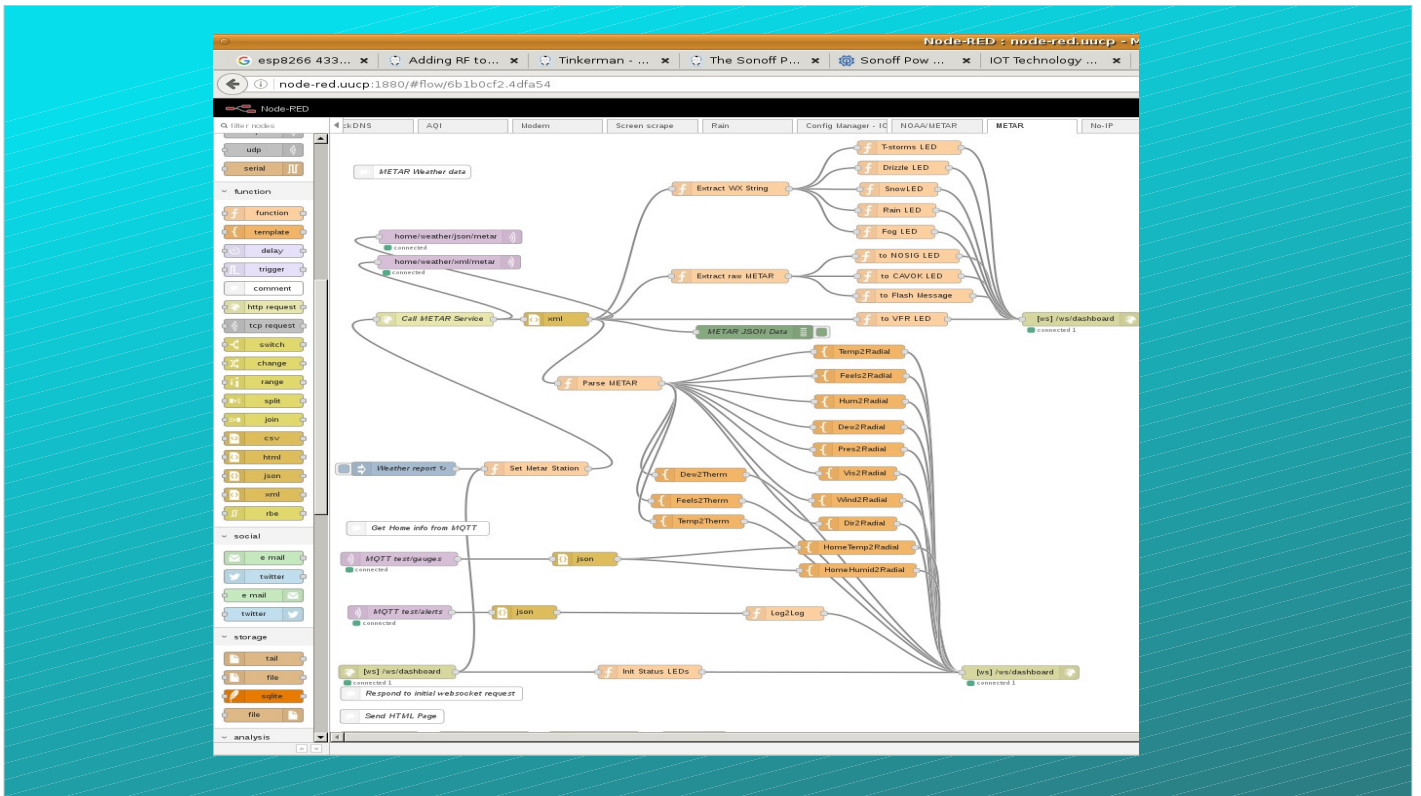 Node-RED : node-red.uucp - M
esp8266 433... ×
Adding RF to... ×
Tinkerman - ... ×
The Sonoff P... ×
Sonoff Pow ... ×
IOT Technology ... ×
node-red.uucp:1880/#flow/6b1b0cf2.4dfa54
Node-RED
filter nodes
ckDNS
AQI
Modem
Screen scrape
Rain
Config Manager - IC
NOAA/METAR
METAR
No-IP
udp
serial
function
function
template
delay
trigger
comment
http request
tcp request
switch
change
range
split
join
csv
html
json
xml
rbe
social
e mail
twitter
e mail
twitter
storage
tail
file
sqlite
file
analysis
METAR Weather data
home/weather/json/metar
connected
home/weather/xml/metar
connected
Call METAR Service
xml
Extract WX String
Extract raw METAR
METAR JSON Data
T-storms LED
Drizzle LED
SnowLED
Rain LED
Fog LED
to NOSIG LED
to CAVOK LED
to Flash Message
to VFR LED
[ws] /ws/dashboard
connected 1
Parse METAR
Temp2Radial
Feels2Radial
Hum2Radial
Dew2Radial
Pres2Radial
Vis2Radial
Wind2Radial
Dir2Radial
HomeTemp2Radial
HomeHumid2Radial
Dew2Therm
Feels2Therm
Temp2Therm
Weather report ↻
Set Metar Station
Get Home info from MQTT
MQTT test/gauges
connected
json
MQTT test/alerts
connected
json
Log2Log
[ws] /ws/dashboard
connected 1
Init Status LEDs
[ws] /ws/dashboard
connected 1
Respond to initial websocket request
Send HTML Page